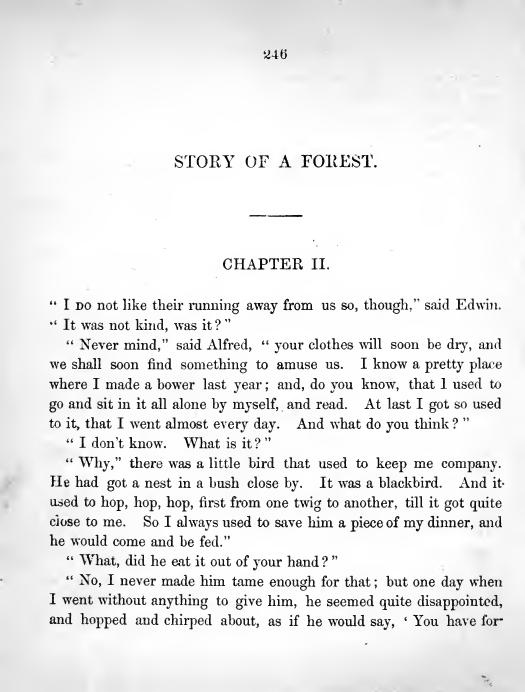 246
STORY OF A FOREST.
CHAPTER II.
“ I DO not like their running away from us so, though,” said Edwin.
“ It was not kind, was it ? ”
“ Never mind,” said Alfred, “ your clothes will soon be dry, and
we shall soon find something to amuse us. I know a pretty place
where I made a bower last year ; and, do you know, that I used to
go and sit in it all alone by myself, and read. At last I got so used
to it, that I went almost every day. And what do you think ? ”
“ I don't know. What is it ? ”
“ Why,” there was a little bird that used to keep me company.
He had got a nest in a bush close by. It was a blackbird. And it
used to hop, hop, hop, first from one twig to another, till it got quite
close to me. So I always used to save him a piece of my dinner, and
he would come and be fed.”
“ What, did he eat it out of your hand ? ”
“ No, I never made him tame enough for that ; but one day when
I went without anything to give him, he seemed quite disappointed,
and hopped and chirped about, as if he would say, ‘ You have for-